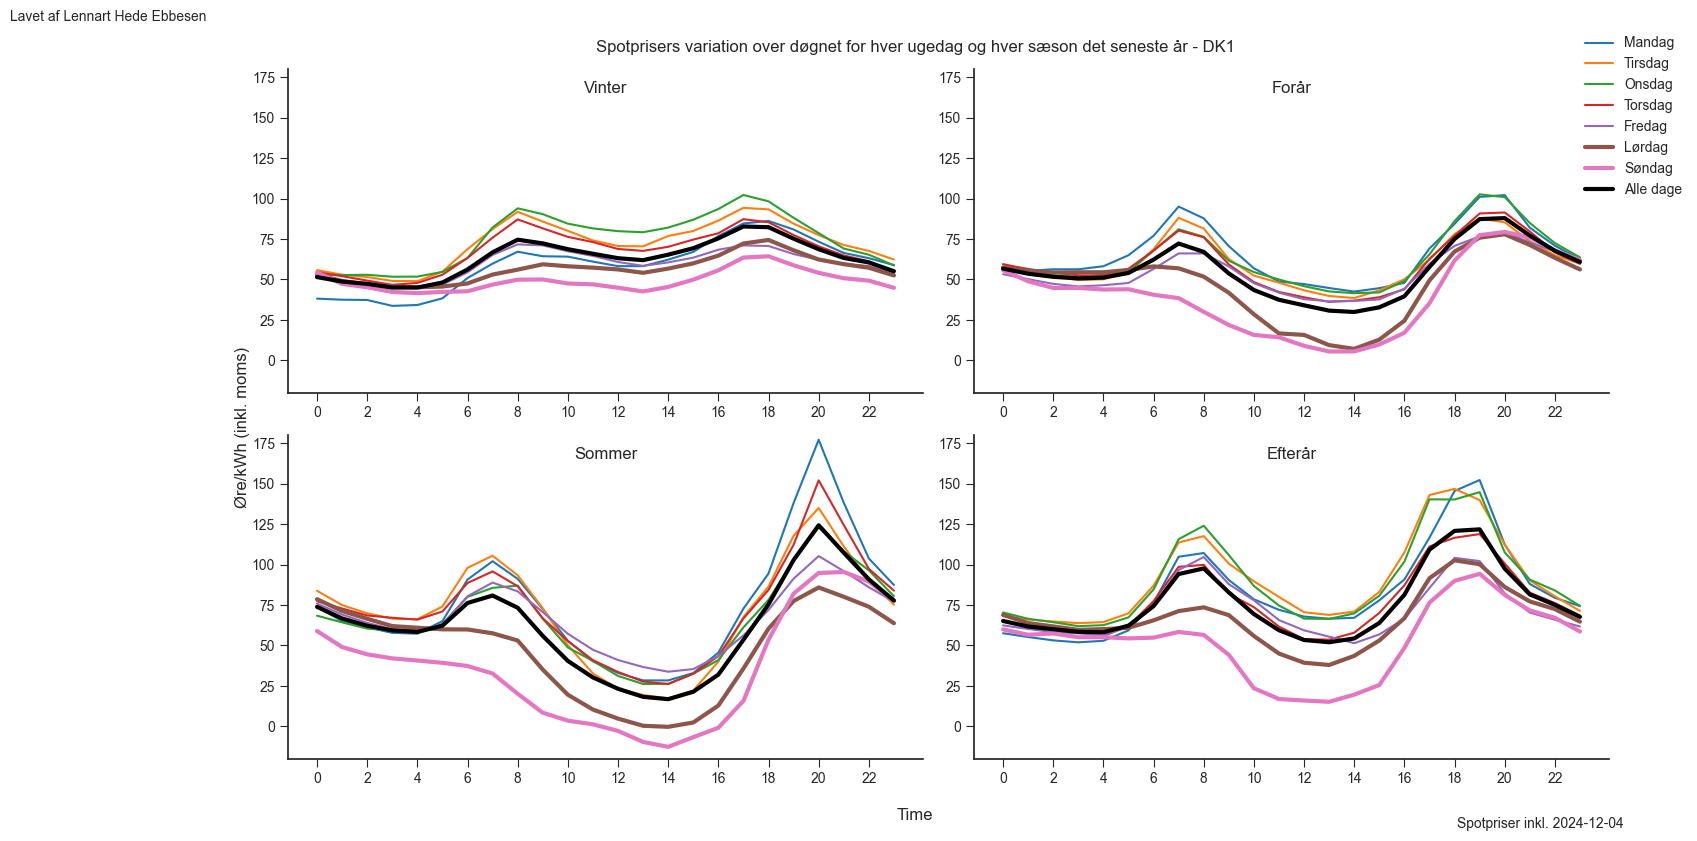 Lavet af Lennart Hede Ebbesen
Spotprisers variation over døgnet for hver ugedag og hver sæson det seneste år - DK1
Mandag
Tirsdag
Onsdag
Torsdag
Fredag
Lørdag
Søndag
Alle dage
Vinter
175
150
125
100
75
50
25
0
0 2 4 6 8 10 12 14 16 18 20 22
Forår
175
150
125
100
75
50
25
0
0 2 4 6 8 10 12 14 16 18 20 22
Øre/kWh (inkl. moms)
Sommer
175
150
125
100
75
50
25
0
0 2 4 6 8 10 12 14 16 18 20 22
Efterår
175
150
125
100
75
50
25
0
0 2 4 6 8 10 12 14 16 18 20 22
Time
Spotpriser inkl. 2024-12-04